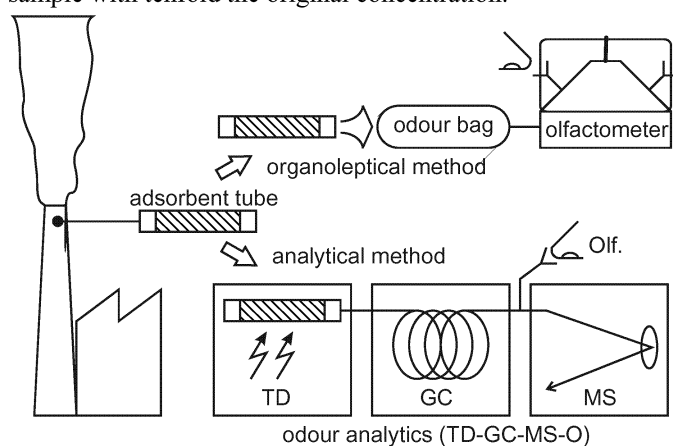 sample with tenfold the original concentration.
odour bag
olfactometer
organoleptical method
adsorbent tube
analytical method
Olf.
TD
GC
MS
odour analytics (TD-GC-MS-O)